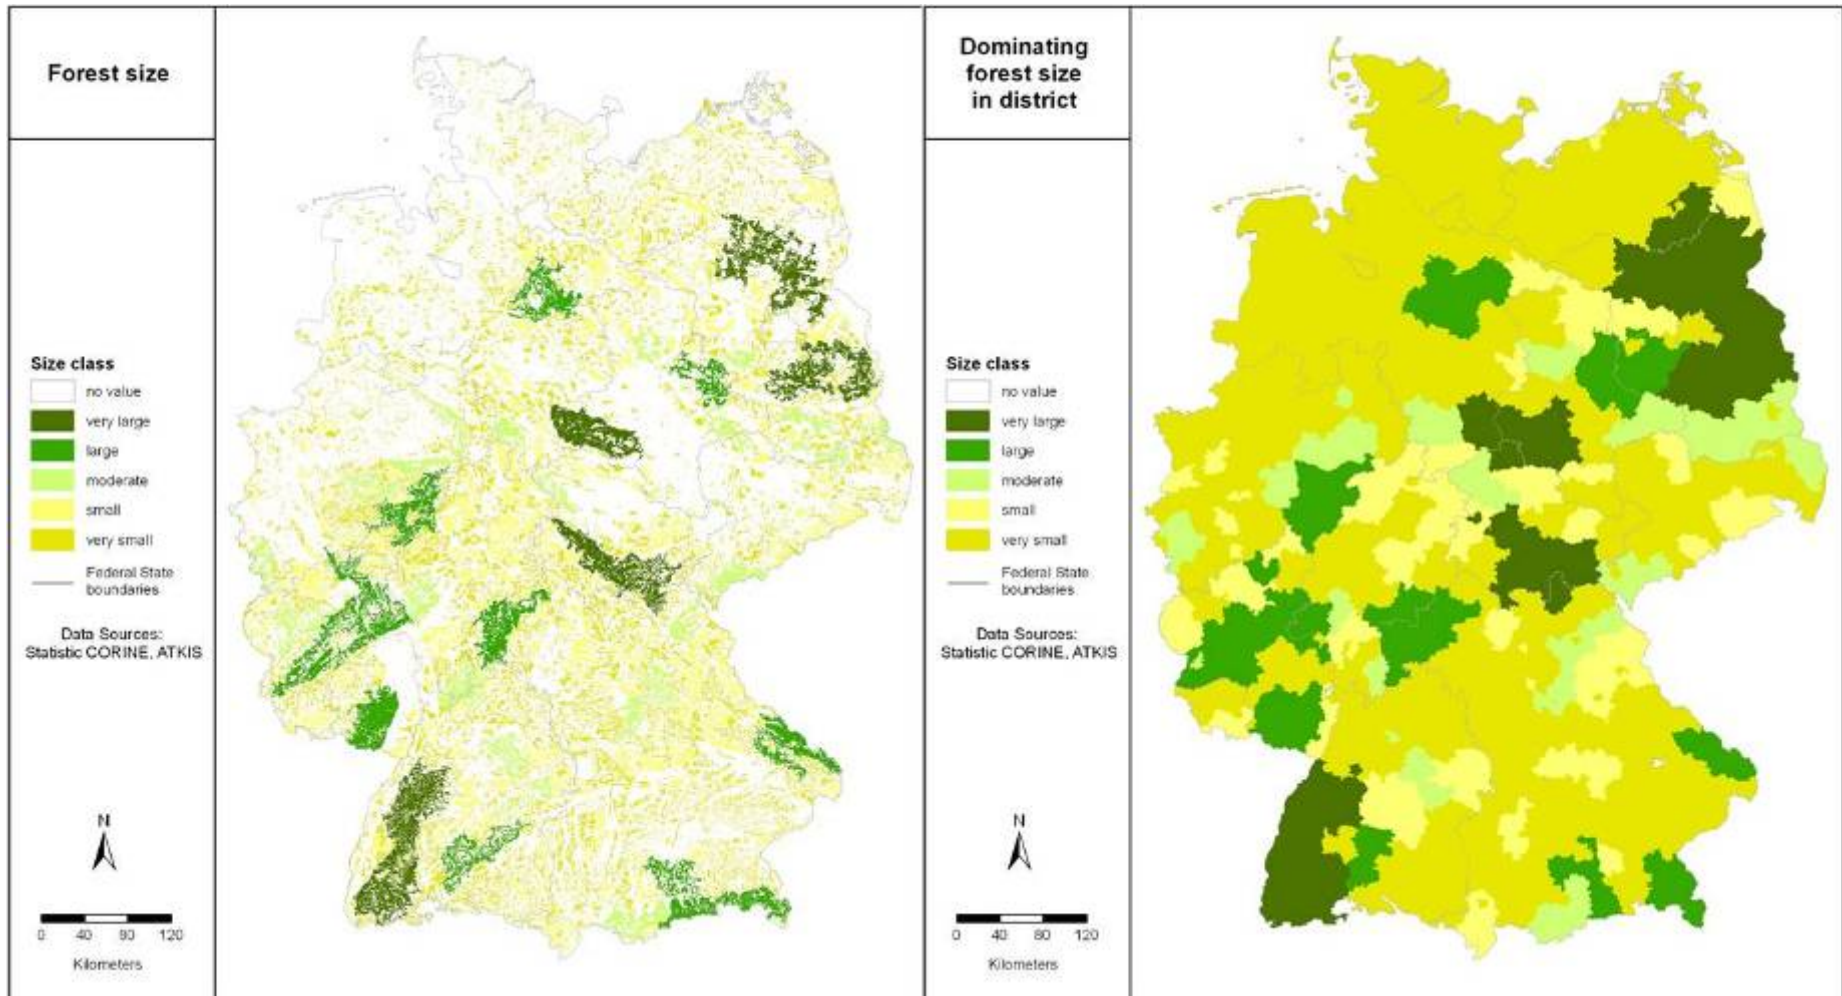 Forest size
Size class
no value
very large
large
moderate
small
very small
Federal State
boundaries
Data Sources:
Statistic CORINE, ATKIS
N
0 40 80 120
Kilometers
Dominating
forest size
in district
Size class
no value
very large
large
moderate
small
very small
Federal State
boundaries
Data Sources:
Statistic CORINE, ATKIS
N
0 40 80 120
Kilometers